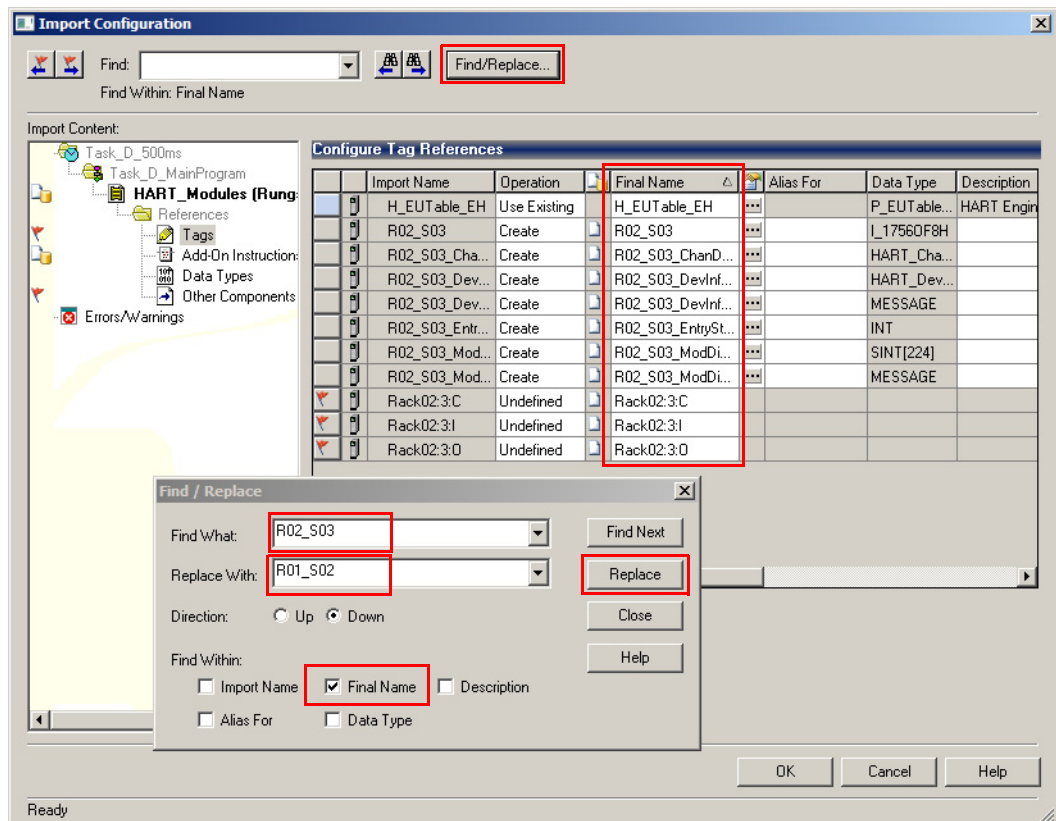 Import Configuration
Find:
Find/Replace...
Find Within: Final Name
Import Content:
Task_D_500ms
Task_D_MainProgram
HART_Modules (Rung
References
Tags
Add-On Instruction
Data Types
Other Components
Errors/Warnings
Configure Tag References
Import Name Operation Final Name Alias For Data Type Description
H_EUTable_EH Use Existing H_EUTable_EH ... P_EUTable... HART Engin
R02_S03 Create R02_S03 ... I_1756OF8H
R02_S03_Cha... Create R02_S03_ChanD... ... HART_Cha...
R02_S03_Dev... Create R02_S03_DevInf... ... HART_Dev...
R02_S03_Dev... Create R02_S03_DevInf... ... MESSAGE
R02_S03_Entr... Create R02_S03_EntrySt... ... INT
R02_S03_Mod... Create R02_S03_ModDi... ... SINT[224]
R02_S03_Mod... Create R02_S03_ModDi... ... MESSAGE
Rack02:3:C Undefined Rack02:3:C
Rack02:3:I Undefined Rack02:3:I
Rack02:3:O Undefined Rack02:3:O
Find / Replace
Find What: R02_S03 Find Next
Replace With: R01_S02 Replace
Direction: Up Down Close
Find Within: Help
Import Name Final Name Description
Alias For Data Type
OK Cancel Help
Ready